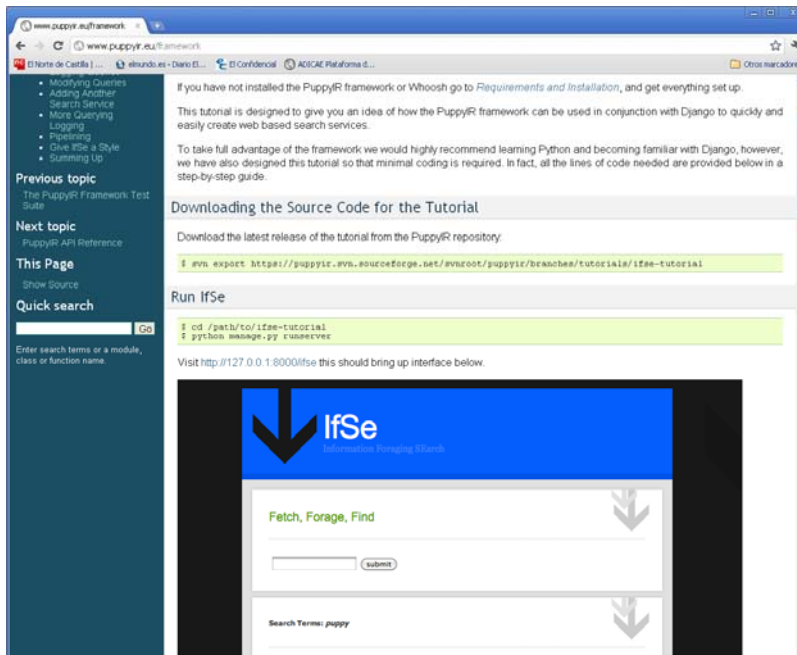 www.puppyir.eu/framework
www.puppyir.eu/framework
El Norte de Castilla | ...
elmundo.es - Diario El...
El Confidencial
ADICAE Plataforma d...
Otros marcadores
Modifying Queries
Adding Another
Search Service
More Querying
Logging
Pipelining
Give IfSe a Style
Summing Up
Previous topic
The PuppyIR Framework Test
Suite
Next topic
PuppyIR API Reference
This Page
Show Source
Quick search
Go
Enter search terms or a module,
class or function name.
If you have not installed the PuppyIR framework or Whoosh go to Requirements and Installation, and get everything set up.
This tutorial is designed to give you an idea of how the PuppyIR framework can be used in conjunction with Django to quickly and
easily create web based search services.
To take full advantage of the framework we would highly recommend learning Python and becoming familiar with Django, however,
we have also designed this tutorial so that minimal coding is required. In fact, all the lines of code needed are provided below in a
step-by-step guide.
Downloading the Source Code for the Tutorial
Download the latest release of the tutorial from the PuppyIR repository:
$ svn export https://puppyir.svn.sourceforge.net/svnroot/puppyir/branches/tutorials/ifse-tutorial
Run IfSe
$ cd /path/to/ifse-tutorial
$ python manage.py runserver
Visit http://127.0.0.1:8000/ifse this should bring up interface below.
IfSe
Information Foraging SEarch
Fetch, Forage, Find
submit
Search Terms: puppy